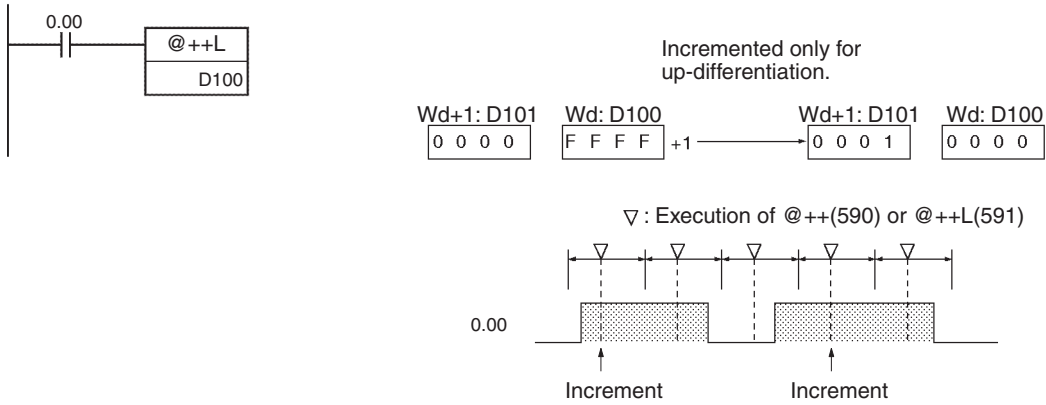 0.00
@++L
D100
Incremented only for
up-differentiation.
Wd+1: D101 Wd: D100 Wd+1: D101 Wd: D100
0 0 0 0 F F F F +1 0 0 0 1 0 0 0 0
▽ : Execution of @++(590) or @++L(591)
0.00
Increment Increment